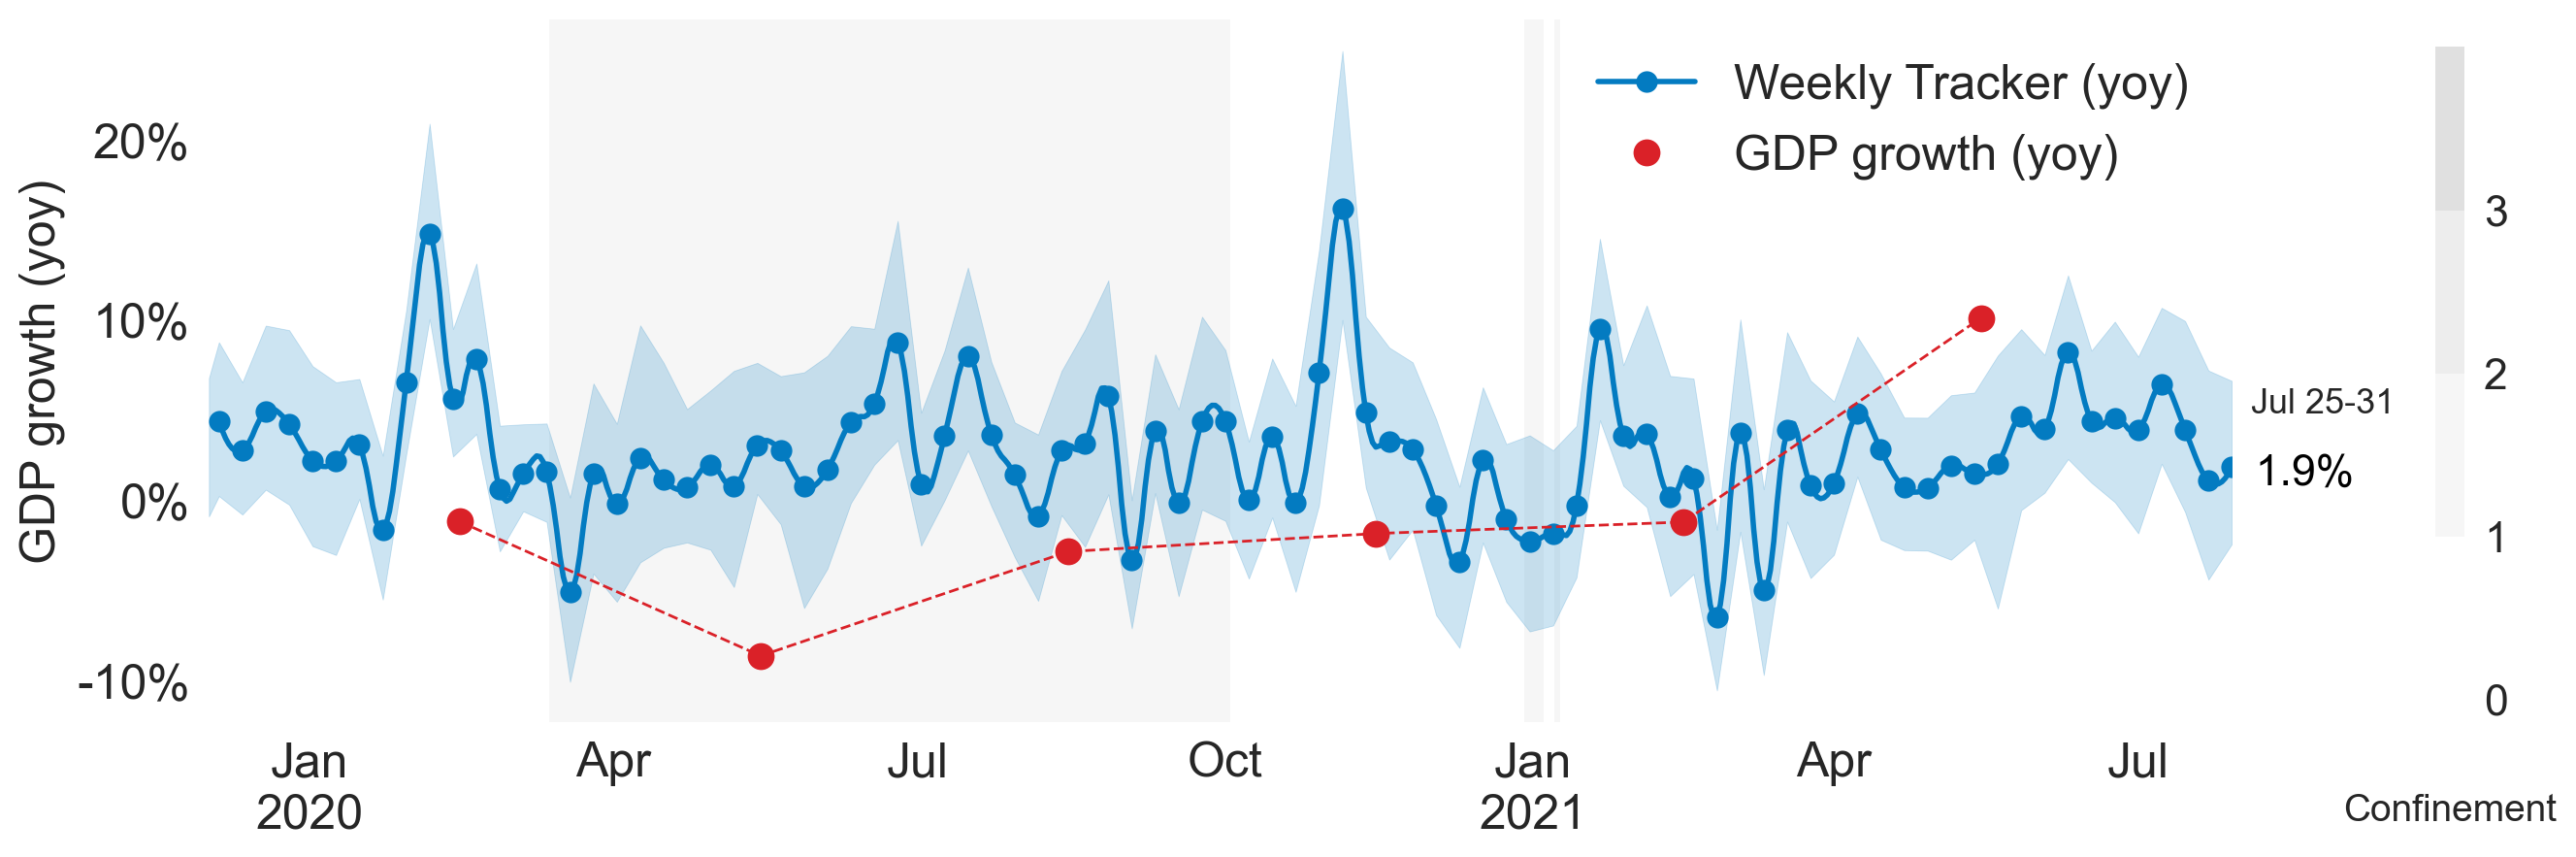 Weekly Tracker (yoy)
GDP growth (yoy)
GDP growth (yoy)
20%
10%
0%
-10%
Jan
2020
Apr
Jul
Oct
Jan
2021
Apr
Jul
Jul 25-31
1.9%
3
2
1
0
Confinement